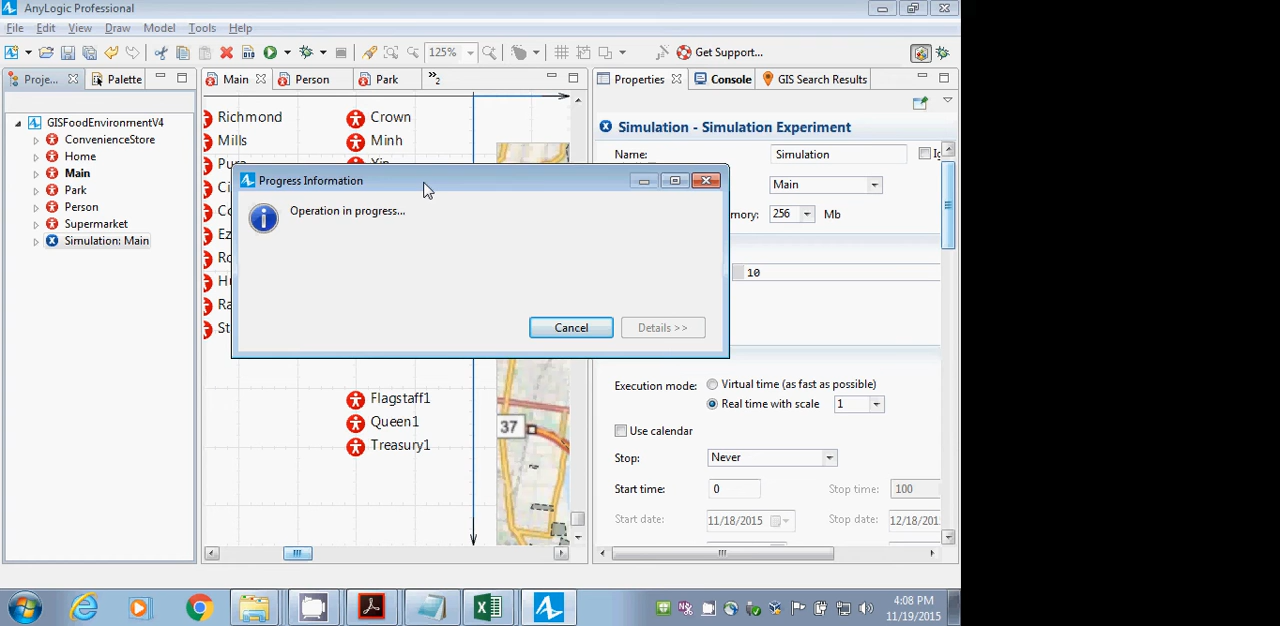 AnyLogic Professional
File Edit View Draw Model Tools Help
125% Get Support...
Proje... Palette Main Person Park »2 Properties Console GIS Search Results
GISFoodEnvironmentV4
ConvenienceStore
Home
Main
Park
Person
Supermarket
Simulation: Main
Richmond Crown
Mills Minh
Flagstaff1
Queen1
Treasury1
37
Progress Information
Operation in progress...
Cancel Details >>
Simulation - Simulation Experiment
Name: Simulation
Main
256 Mb
10
Execution mode: Virtual time (as fast as possible)
Real time with scale 1
Use calendar
Stop: Never
Start time: 0 Stop time: 100
Start date: 11/18/2015 Stop date: 12/18/201
4:08 PM
11/19/2015